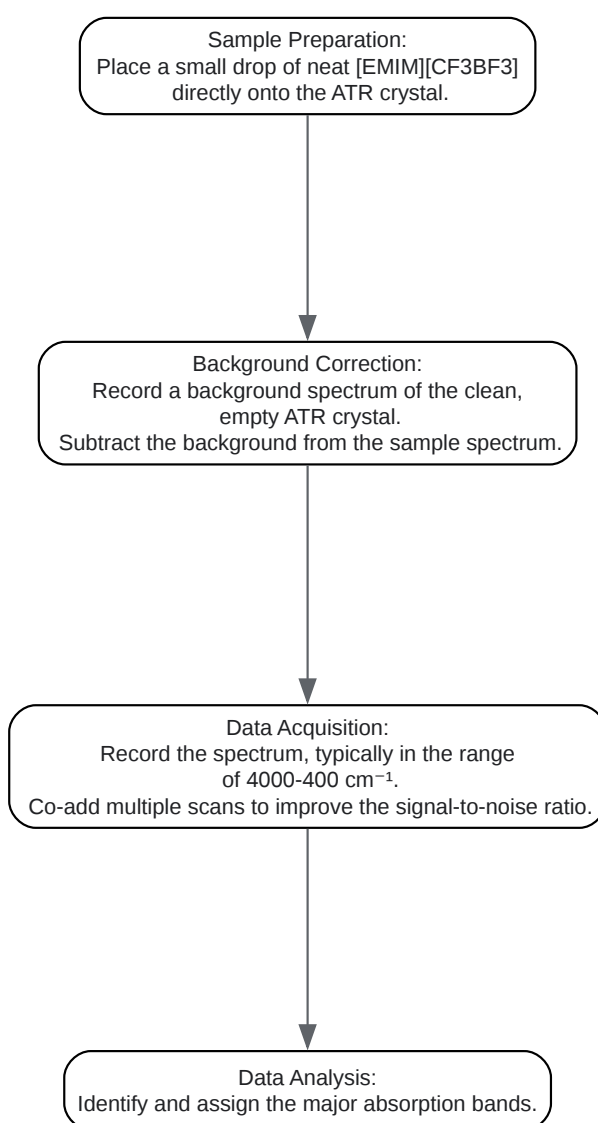 Sample Preparation:
Place a small drop of neat [EMIM][CF3BF3]
directly onto the ATR crystal.
Background Correction:
Record a background spectrum of the clean,
empty ATR crystal.
Subtract the background from the sample spectrum.
Data Acquisition:
Record the spectrum, typically in the range
of 4000-400 cm⁻¹.
Co-add multiple scans to improve the signal-to-noise ratio.
Data Analysis:
Identify and assign the major absorption bands.